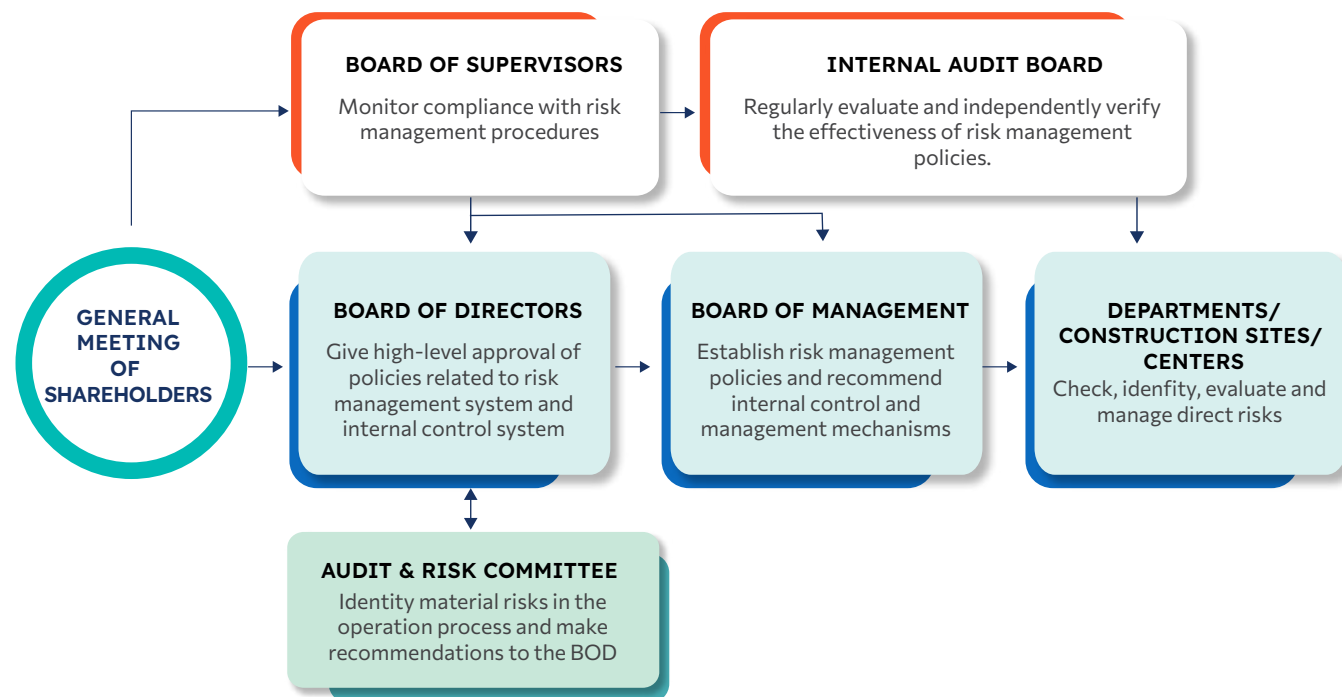 BOARD OF SUPERVISORS
Monitor compliance with risk
management procedures
INTERNAL AUDIT BOARD
Regularly evaluate and independently verify
the effectiveness of risk management
policies.
GENERAL
MEETING
OF
SHAREHOLDERS
BOARD OF DIRECTORS
Give high-level approval of
policies related to risk
management system and
internal control system
BOARD OF MANAGEMENT
Establish risk management
policies and recommend
internal control and
management mechanisms
DEPARTMENTS/
CONSTRUCTION SITES/
CENTERS
Check, idenfity, evaluate and
manage direct risks
AUDIT & RISK COMMITTEE
Identity material risks in the
operation process and make
recommendations to the BOD